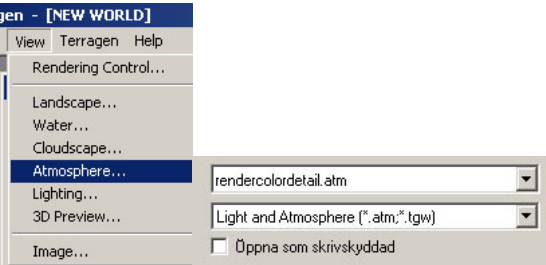 gen - [NEW WORLD]
View Terragen Help
Rendering Control...
Landscape...
Water...
Cloudscape...
Atmosphere...
Lighting...
3D Preview...
Image...
rendercolordetail.atm
Light and Atmosphere (*.atm;*.tgw)
Öppna som skrivskyddad